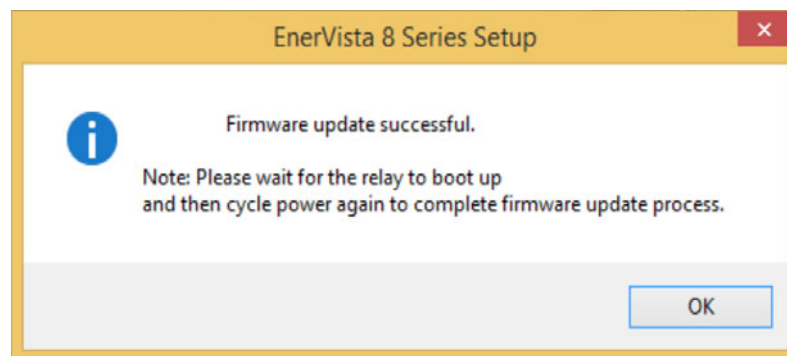 EnerVista 8 Series Setup
Firmware update successful.
Note: Please wait for the relay to boot up
and then cycle power again to complete firmware update process.
OK